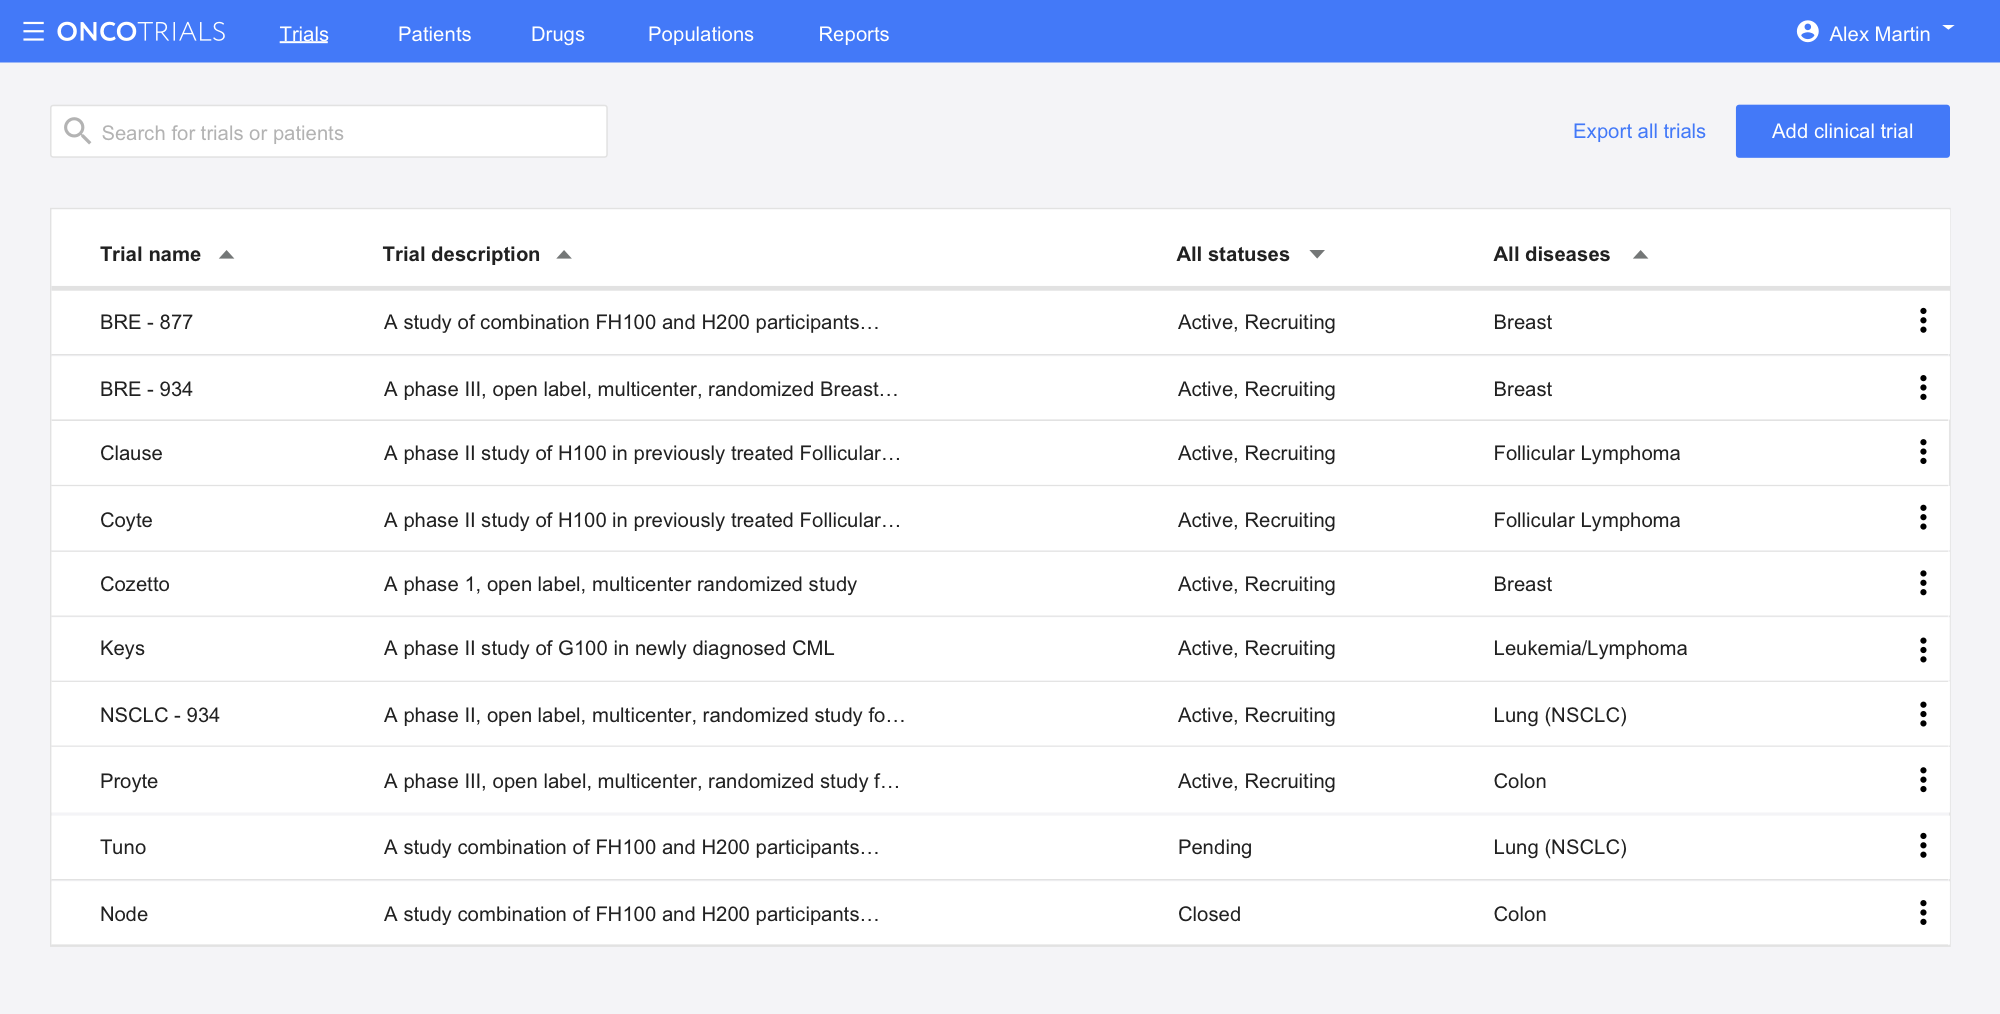 ONCOTRIALS Trials Patients Drugs Populations Reports Alex Martin
Search for trials or patients Export all trials Add clinical trial
Trial name Trial description All statuses All diseases
BRE - 877 A study of combination FH100 and H200 participants… Active, Recruiting Breast
BRE - 934 A phase III, open label, multicenter, randomized Breast… Active, Recruiting Breast
Clause A phase II study of H100 in previously treated Follicular… Active, Recruiting Follicular Lymphoma
Coyte A phase II study of H100 in previously treated Follicular… Active, Recruiting Follicular Lymphoma
Cozetto A phase 1, open label, multicenter randomized study Active, Recruiting Breast
Keys A phase II study of G100 in newly diagnosed CML Active, Recruiting Leukemia/Lymphoma
NSCLC - 934 A phase II, open label, multicenter, randomized study fo… Active, Recruiting Lung (NSCLC)
Proyte A phase III, open label, multicenter, randomized study f… Active, Recruiting Colon
Tuno A study combination of FH100 and H200 participants… Pending Lung (NSCLC)
Node A study combination of FH100 and H200 participants… Closed Colon